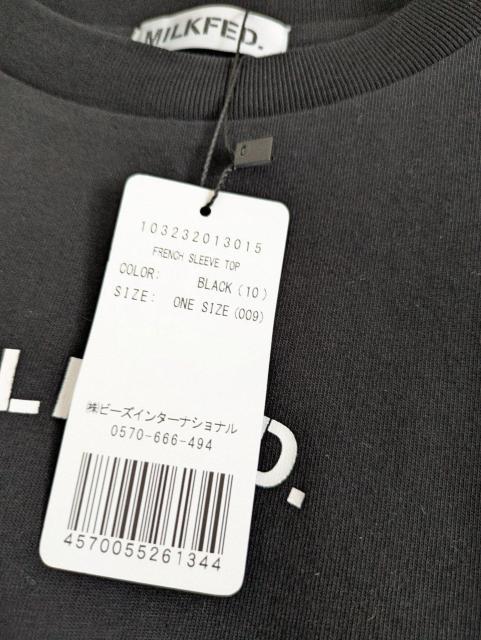 MILKFED.
103232013015
FRENCH SLEEVE TOP
COLOR: BLACK (10)
SIZE: ONE SIZE (009)
㈱ビーズインターナショナル
0570-666-494
4570055261344
L
D.